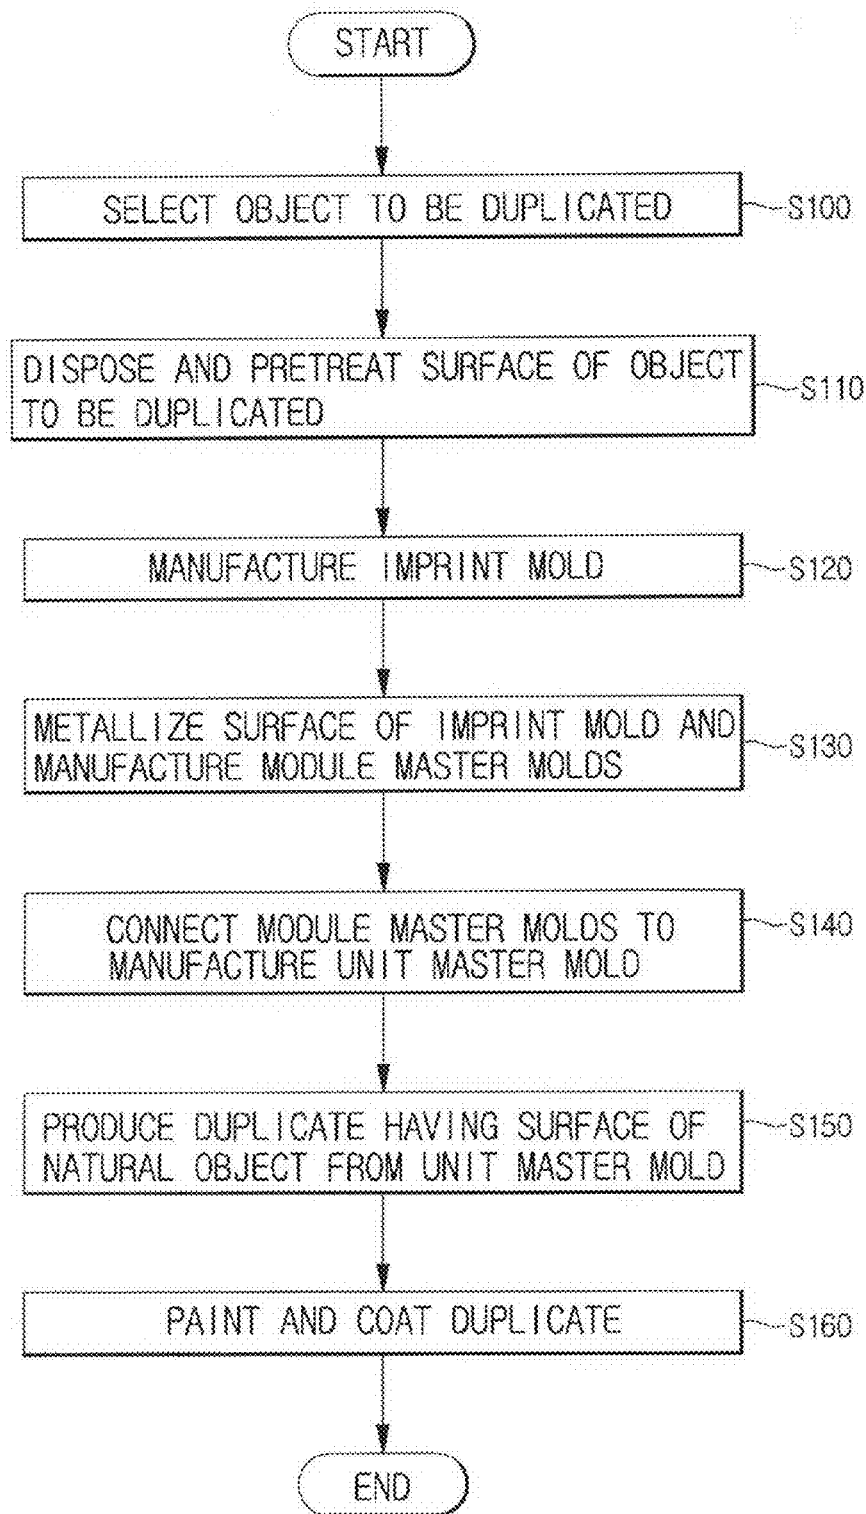 START
SELECT OBJECT TO BE DUPLICATED
S100
DISPOSE AND PRETREAT SURFACE OF OBJECT
TO BE DUPLICATED
S110
MANUFACTURE IMPRINT MOLD
S120
METALLIZE SURFACE OF IMPRINT MOLD AND
MANUFACTURE MODULE MASTER MOLDS
S130
CONNECT MODULE MASTER MOLDS TO
MANUFACTURE UNIT MASTER MOLD
S140
PRODUCE DUPLICATE HAVING SURFACE OF
NATURAL OBJECT FROM UNIT MASTER MOLD
S150
PAINT AND COAT DUPLICATE
S160
END